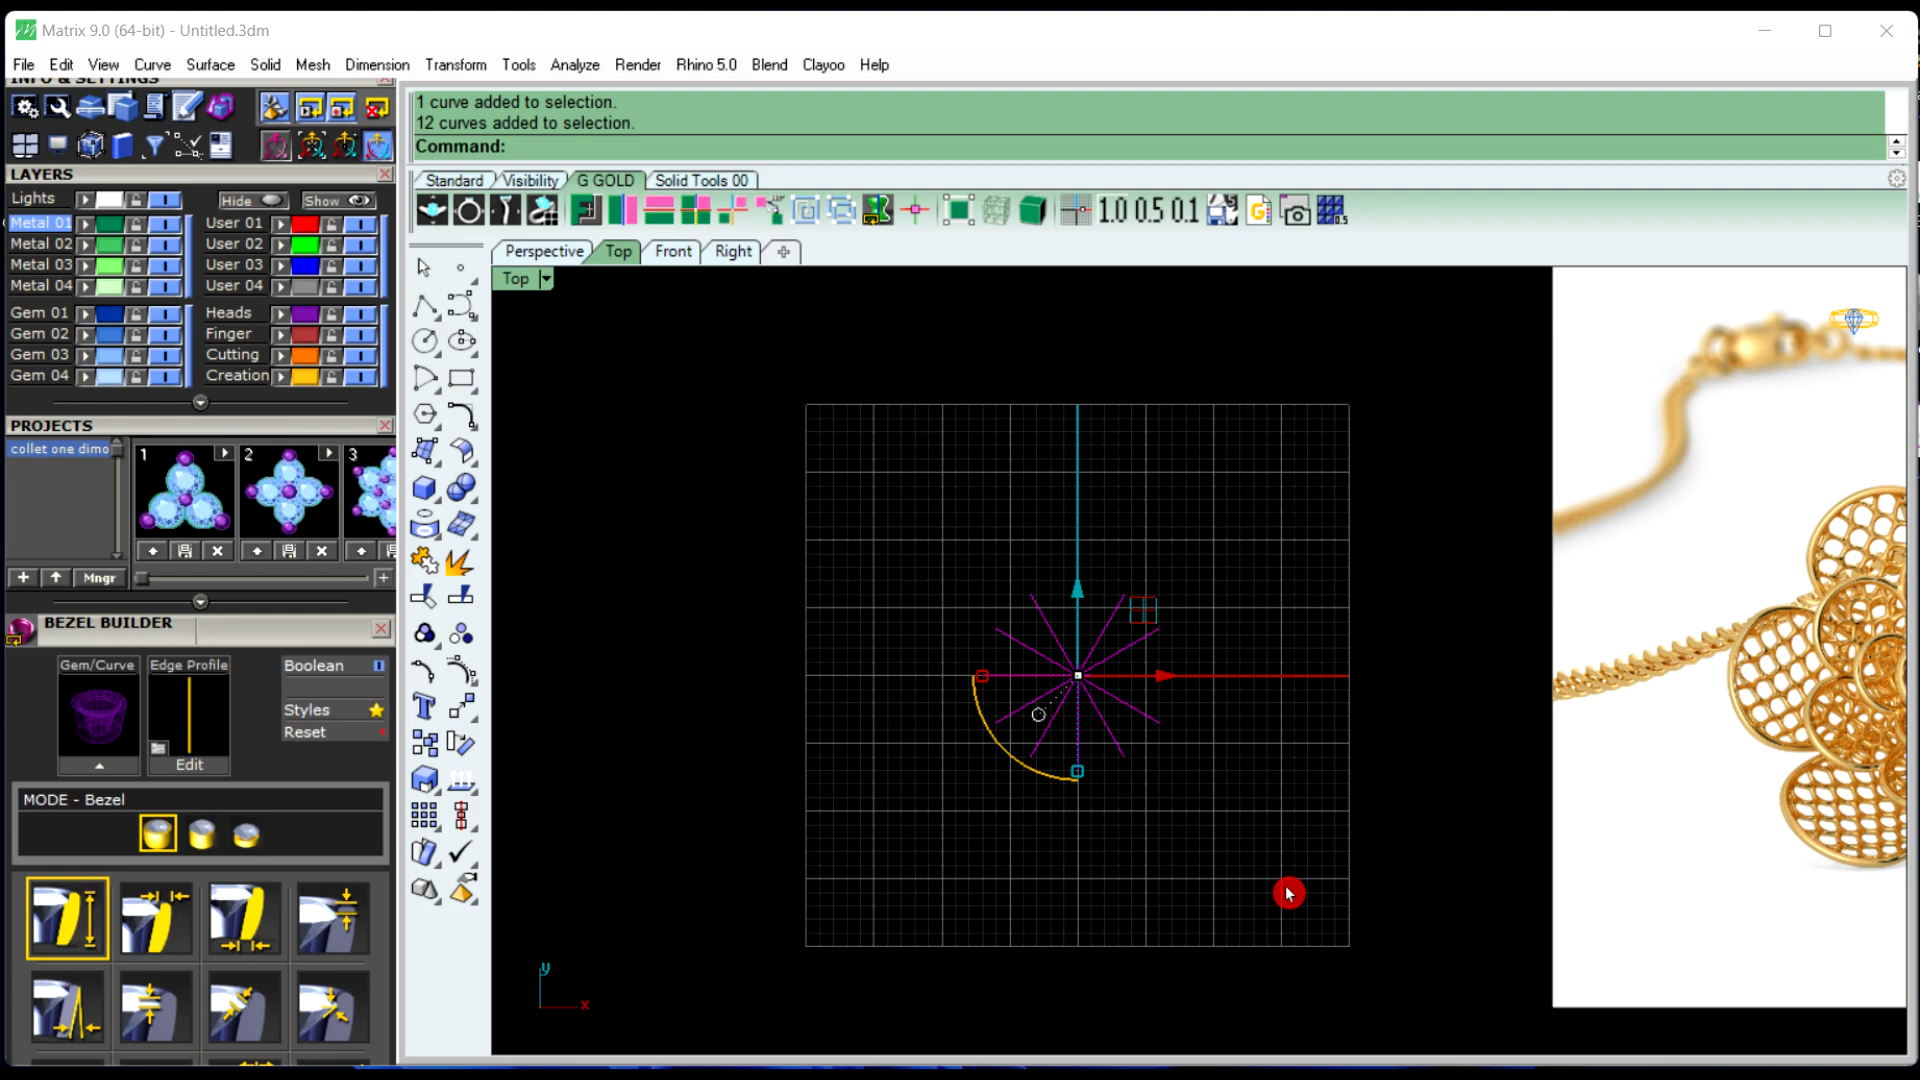 Matrix 9.0 (64-bit) - Untitled.3dm
File Edit View Curve Surface Solid Mesh Dimension Transform Tools Analyze Render Rhino 5.0 Blend Clayoo Help
INFO & SETTINGS
1 curve added to selection.
12 curves added to selection.
Command:
LAYERS
Standard Visibility G GOLD Solid Tools 00
Lights Hide Show
1.0 0.5 0.1 G 0.5
Metal 01 User 01
Metal 02 User 02
Metal 03 User 03
Metal 04 User 04
Perspective Top Front Right
Top
Gem 01 Heads
Gem 02 Finger
Gem 03 Cutting
Gem 04 Creation
PROJECTS
collet one dimo 1 2 3
Mngr
BEZEL BUILDER
Gem/Curve Edge Profile Boolean
Styles
Reset
Edit
MODE - Bezel
y
x